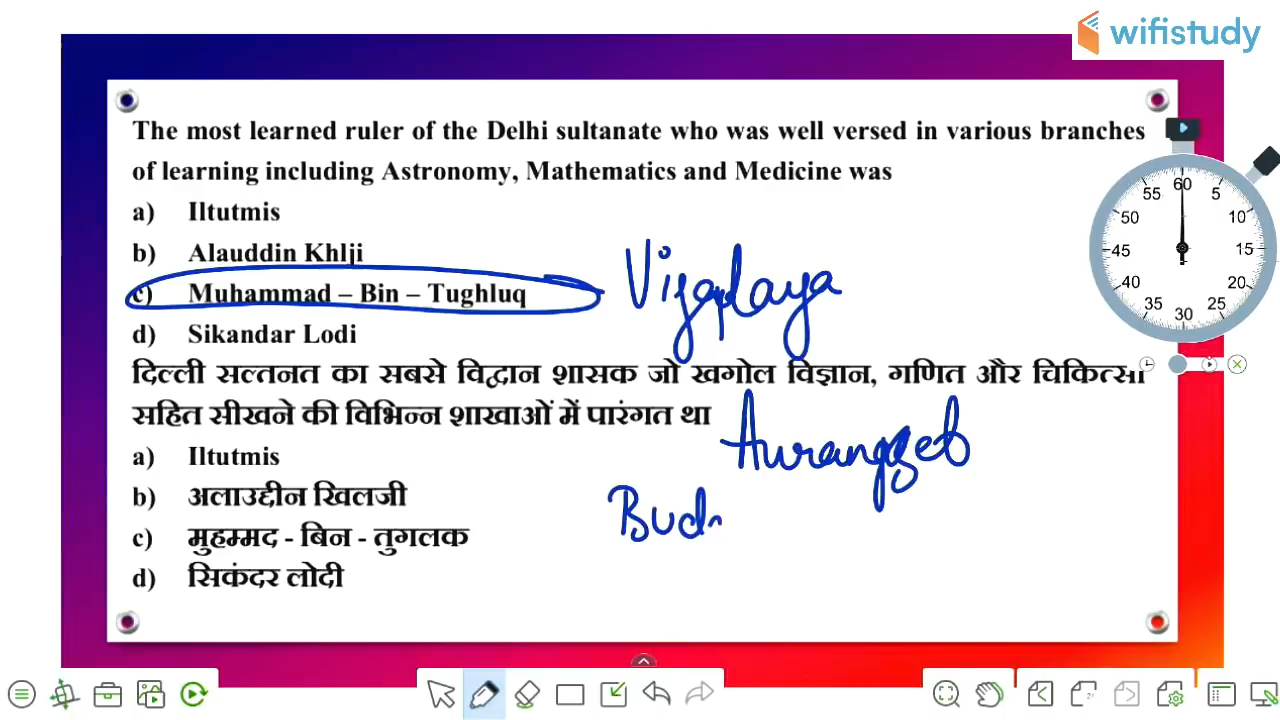 wifistudy
The most learned ruler of the Delhi sultanate who was well versed in various branches
of learning including Astronomy, Mathematics and Medicine was
a) Iltutmis
b) Alauddin Khlji
c) Muhammad – Bin – Tughluq
d) Sikandar Lodi
Vijaplaya
दिल्ली सल्तनत का सबसे विद्वान शासक जो खगोल विज्ञान, गणित और चिकित्सा
सहित सीखने की विभिन्न शाखाओं में पारंगत था
a) Iltutmis
b) अलाउद्दीन खिलजी
c) मुहम्मद - बिन - तुगलक
d) सिकंदर लोदी
60
55 5
50 10
45 15
40 20
35 25
30